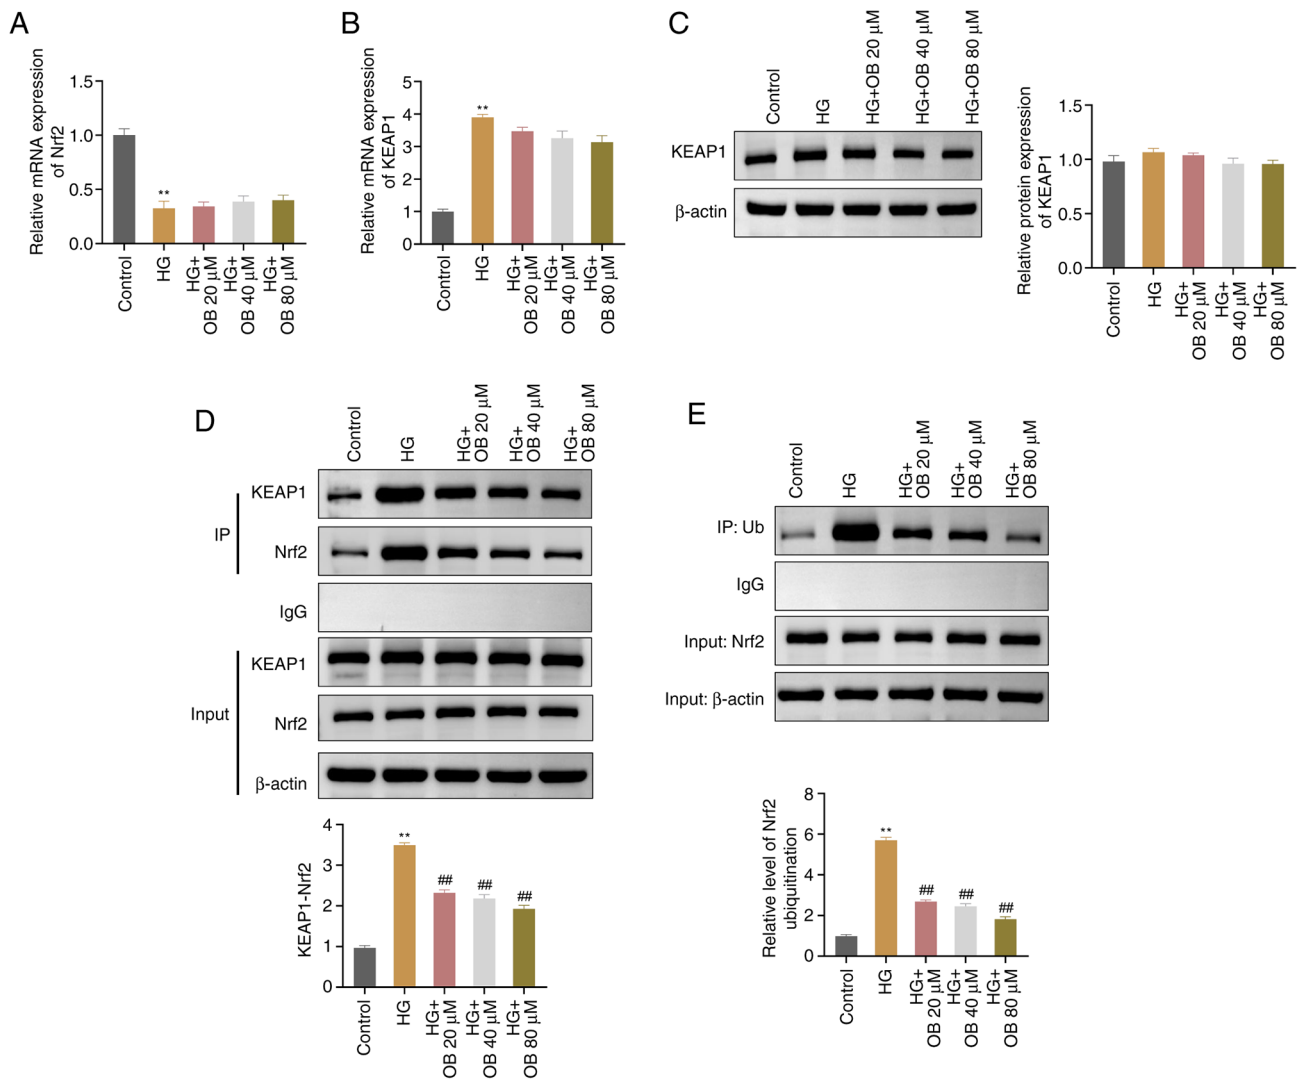 A
Relative mRNA expression
of Nrf2
1.5
1.0
0.5
0.0
**
Control
HG
HG+
OB 20 μM
HG+
OB 40 μM
HG+
OB 80 μM
B
Relative mRNA expression
of KEAP1
5
4
3
2
1
0
**
Control
HG
HG+
OB 20 μM
HG+
OB 40 μM
HG+
OB 80 μM
C
Control
HG
HG+OB 20 μM
HG+OB 40 μM
HG+OB 80 μM
KEAP1
β-actin
Relative protein expression
of KEAP1
1.5
1.0
0.5
0.0
Control
HG
HG+
OB 20 μM
HG+
OB 40 μM
HG+
OB 80 μM
D
Control
HG
HG+
OB 20 μM
HG+
OB 40 μM
HG+
OB 80 μM
IP
KEAP1
Nrf2
IgG
Input
KEAP1
Nrf2
β-actin
KEAP1-Nrf2
4
3
2
1
0
**
##
##
##
Control
HG
HG+
OB 20 μM
HG+
OB 40 μM
HG+
OB 80 μM
E
Control
HG
HG+
OB 20 μM
HG+
OB 40 μM
HG+
OB 80 μM
IP: Ub
IgG
Input: Nrf2
Input: β-actin
Relative level of Nrf2
ubiquitination
8
6
4
2
0
**
##
##
##
Control
HG
HG+
OB 20 μM
HG+
OB 40 μM
HG+
OB 80 μM